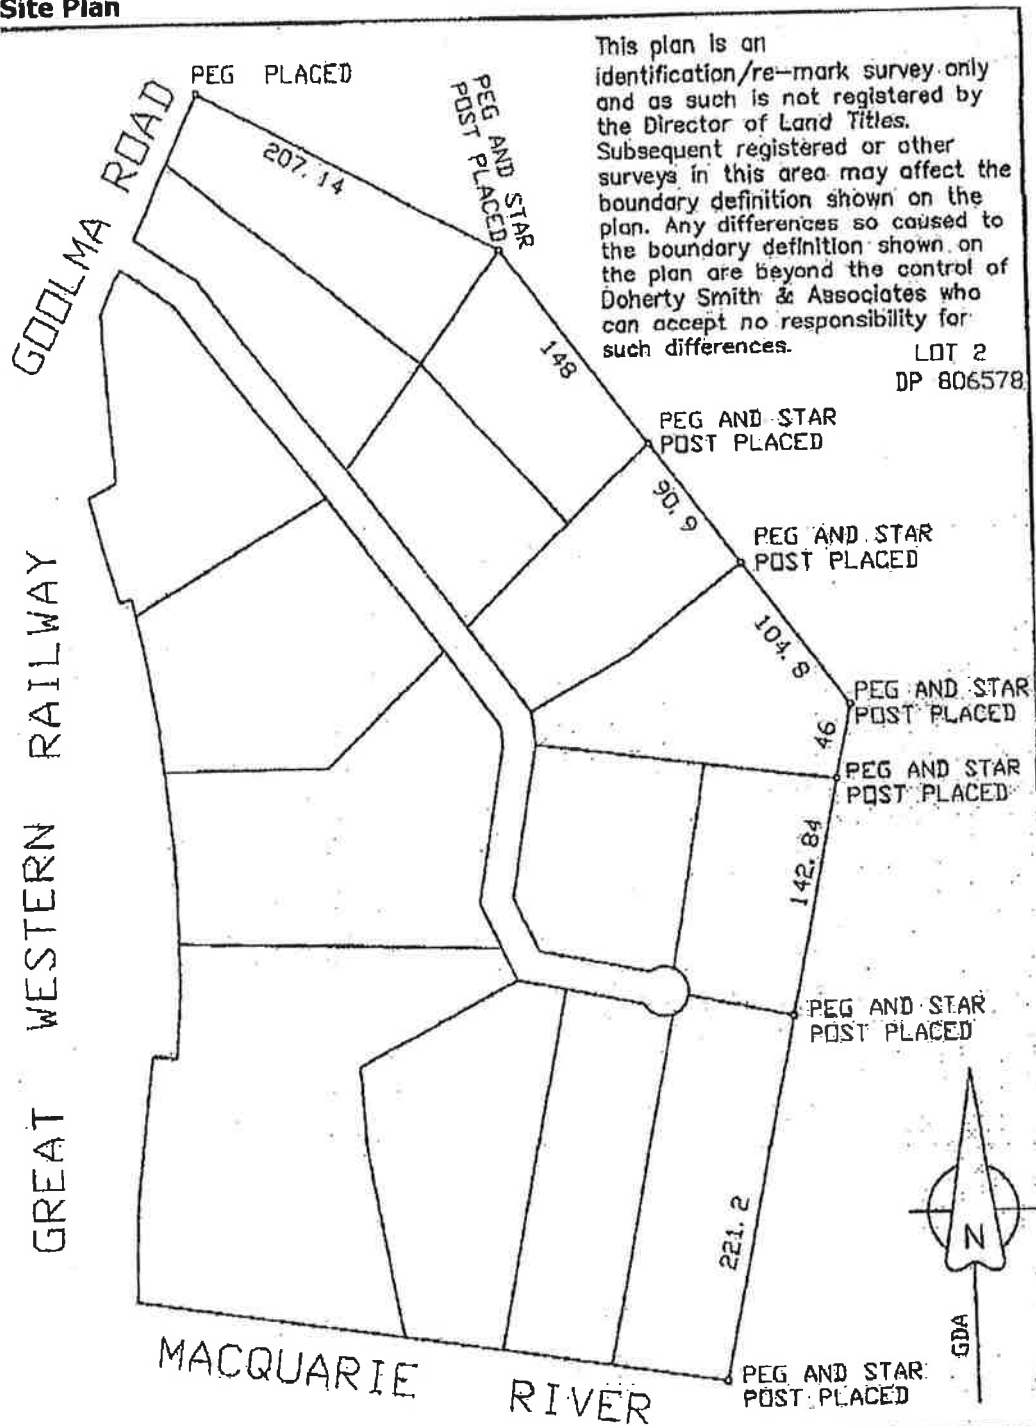 Site Plan
This plan is an
identification/re-mark survey only
and as such is not registered by
the Director of Land Titles.
Subsequent registered or other
surveys in this area may affect the
boundary definition shown on the
plan. Any differences so caused to
the boundary definition shown on
the plan are beyond the control of
Doherty Smith & Associates who
can accept no responsibility for
such differences.
LOT 2
DP 806578
PEG PLACED
GOOLMA ROAD
207.14
PEG AND STAR
POST PLACED
148
PEG AND STAR
POST PLACED
90.9
PEG AND STAR
POST PLACED
104.8
PEG AND STAR
POST PLACED
46
PEG AND STAR
POST PLACED
142.84
PEG AND STAR
POST PLACED
221.2
PEG AND STAR
POST PLACED
GREAT WESTERN RAILWAY
MACQUARIE RIVER
N
GDA